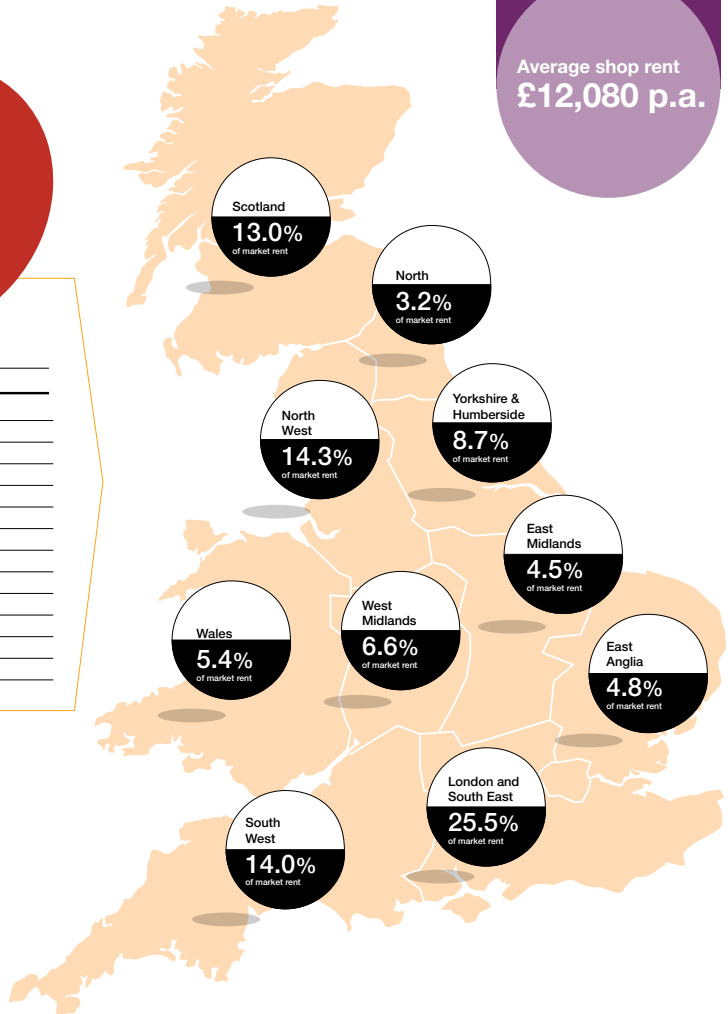 Average shop rent
£12,080 p.a.
Scotland
13.0%
of market rent
North
3.2%
of market rent
North
West
14.3%
of market rent
Yorkshire &
Humberside
8.7%
of market rent
East
Midlands
4.5%
of market rent
Wales
5.4%
of market rent
West
Midlands
6.6%
of market rent
East
Anglia
4.8%
of market rent
South
West
14.0%
of market rent
London and
South East
25.5%
of market rent